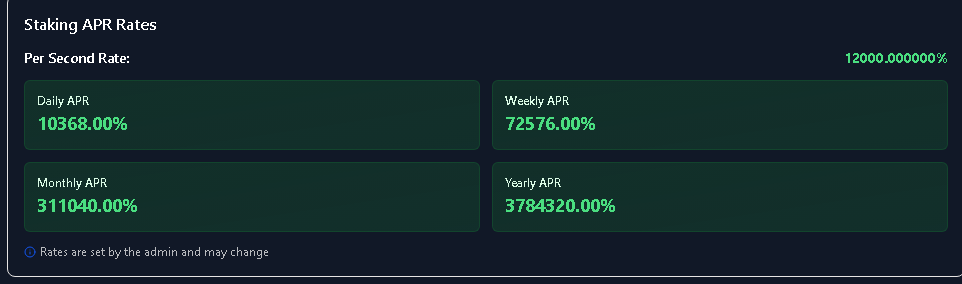 Staking APR Rates
Per Second Rate: 12000.000000%
Daily APR
10368.00%
Weekly APR
72576.00%
Monthly APR
311040.00%
Yearly APR
3784320.00%
Rates are set by the admin and may change